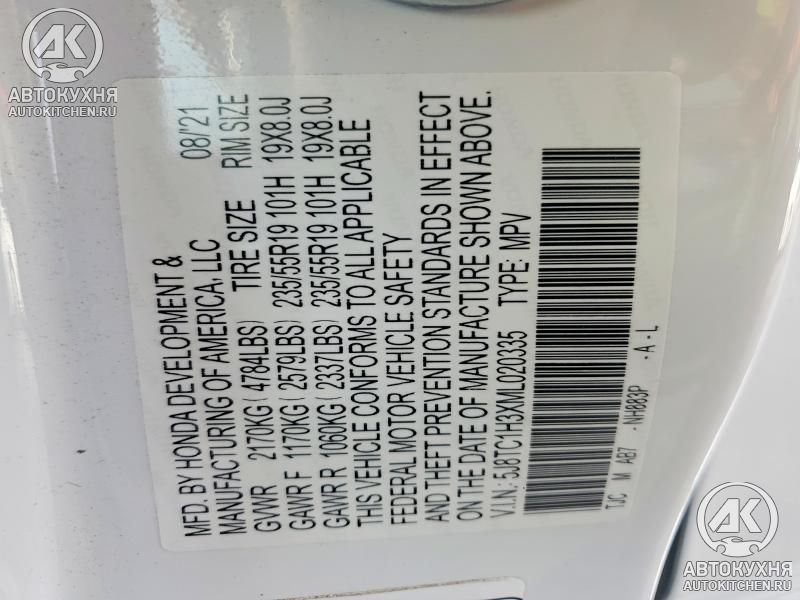 MFD. BY HONDA DEVELOPMENT &
MANUFACTURING OF AMERICA, LLC 08/'21
GVWR 2170KG( 4784LBS) TIRE SIZE RIM SIZE
GAWR F 1170KG( 2579LBS) 235/55R19 101H 19X8.0J
GAWR R 1060KG( 2337LBS) 235/55R19 101H 19X8.0J
THIS VEHICLE CONFORMS TO ALL APPLICABLE
FEDERAL MOTOR VEHICLE SAFETY
AND THEFT PREVENTION STANDARDS IN EFFECT
ON THE DATE OF MANUFACTURE SHOWN ABOVE.
V.I.N.: 5J8TC1H3XML020335 TYPE: MPV
TJC M AB7 -NH883P -A-L
АК
АВТОКУХНЯ
AUTOKITCHEN.RU
АК
АВТОКУХНЯ
AUTOKITCHEN.RU